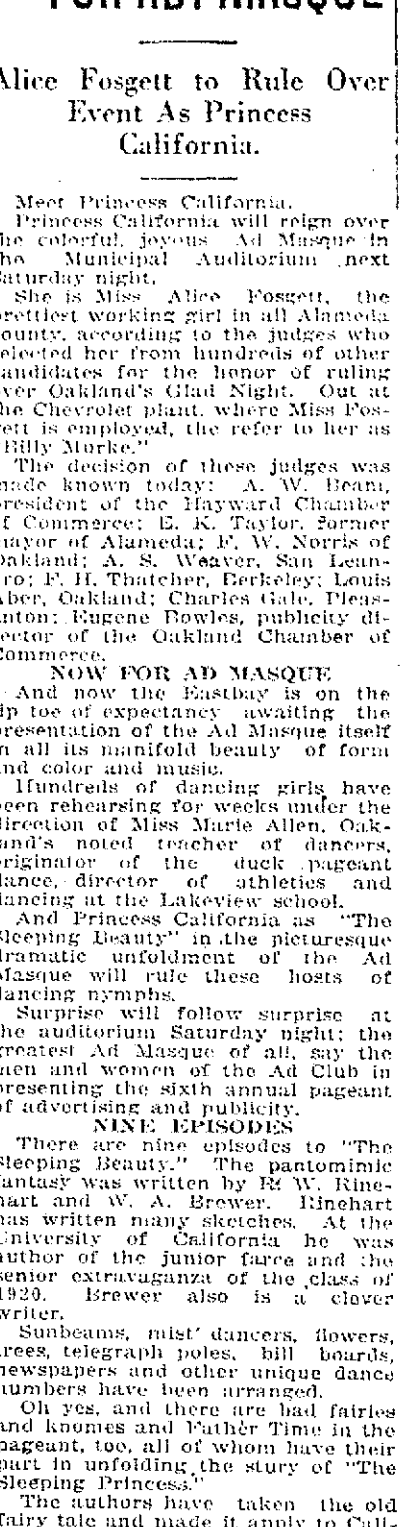 FOR AD MASQUE
Alice Fosgett to Rule Over
Event As Princess
California.
Meet Princess California.
Princess California will reign over
the colorful, joyous Ad Masque in
the Municipal Auditorium next
Saturday night.
She is Miss Alice Fosgett, the
prettiest working girl in all Alameda
county, according to the judges who
selected her from hundreds of other
candidates for the honor of ruling
over Oakland's Glad Night. Out at
the Chevrolet plant, where Miss Fos-
gett is employed, the refer to her as
"Billy Murke."
The decision of these judges was
made known today: A. W. Beam,
president of the Hayward Chamber
of Commerce; E. K. Taylor, former
mayor of Alameda; F. W. Norris of
Oakland; A. S. Weaver, San Lean-
dro; F. H. Thatcher, Berkeley; Louis
Aber, Oakland; Charles Gale, Pleas-
anton; Eugene Bowles, publicity di-
rector of the Oakland Chamber of
Commerce.
NOW FOR AD MASQUE
And now the Eastbay is on the
tip toe of expectancy awaiting the
presentation of the Ad Masque itself
in all its manifold beauty of form
and color and music.
Hundreds of dancing girls have
been rehearsing for weeks under the
direction of Miss Marie Allen, Oak-
land's noted teacher of dancers,
originator of the duck pageant
dance, director of athletics and
dancing at the Lakeview school.
And Princess California as "The
Sleeping Beauty" in the picturesque
dramatic unfoldment of the Ad
Masque will rule these hosts of
dancing nymphs.
Surprise will follow surprise at
the auditorium Saturday night; the
greatest Ad Masque of all, say the
men and women of the Ad Club in
presenting the sixth annual pageant
of advertising and publicity.
NINE EPISODES
There are nine episodes to "The
Sleeping Beauty." The pantomimic
fantasy was written by R. W. Rine-
hart and W. A. Brewer. Rinehart
has written many sketches. At the
University of California he was
author of the junior farce and the
senior extravaganza of the class of
1920. Brewer also is a clever
writer.
Sunbeams, mist dancers, flowers,
trees, telegraph poles, bill boards,
newspapers and other unique dance
numbers have been arranged.
Oh yes, and there are bad fairies
and knomes and Father Time in the
pageant, too, all of whom have their
part in unfolding the story of "The
Sleeping Princess."
The authors have taken the old
fairy tale and made it apply to Cali-